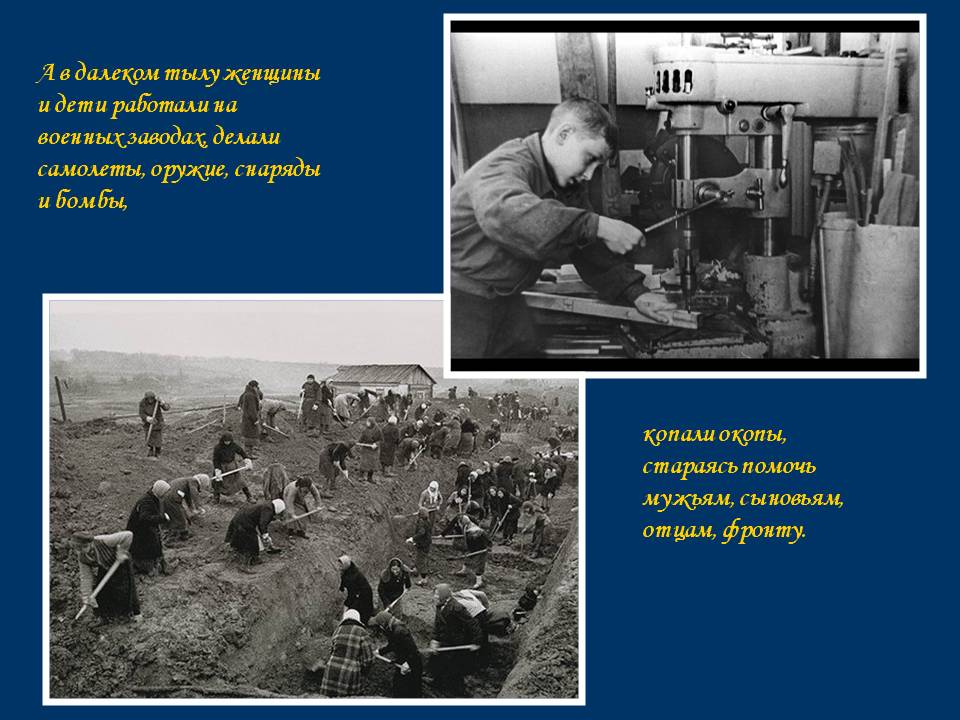 А в далеком тылу женщины
и дети работали на
военных заводах, делали
самолеты, оружие, снаряды
и бомбы,
копали окопы,
стараясь помочь
мужьям, сыновьям,
отцам, фронту.